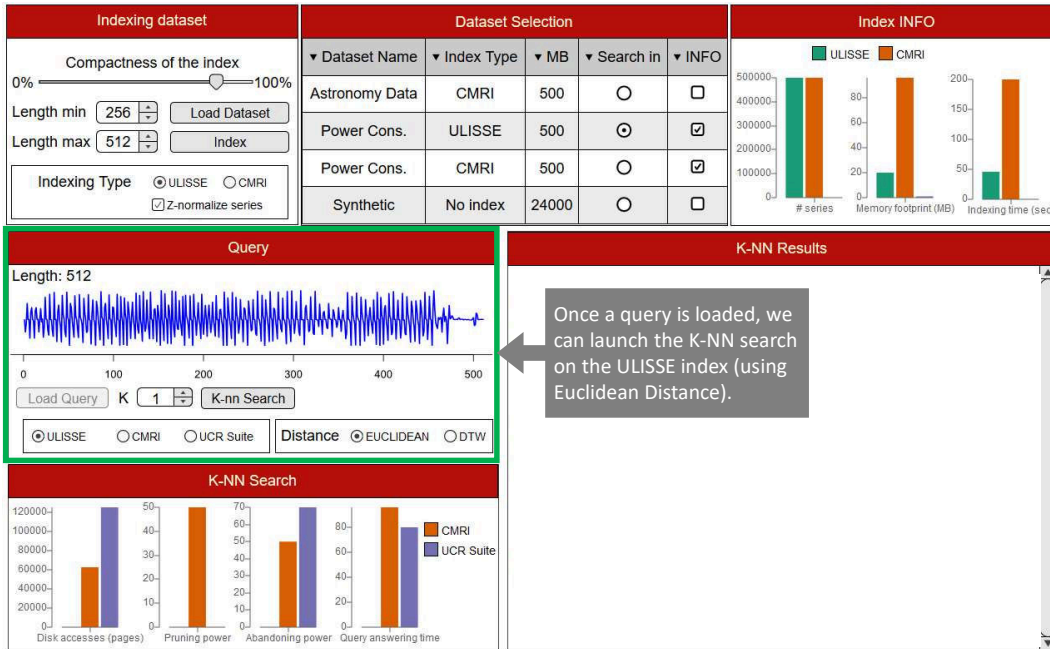 Indexing dataset
Compactness of the index
0% 100%
Length min 256 Load Dataset
Length max 512 Index
Indexing Type ULISSE CMRI
Z-normalize series
Dataset Selection
▾ Dataset Name ▾ Index Type ▾ MB ▾ Search in ▾ INFO
Astronomy Data CMRI 500
Power Cons. ULISSE 500
Power Cons. CMRI 500
Synthetic No index 24000
Index INFO
ULISSE CMRI
500000
400000
300000
200000
100000
0
# series
80
60
40
20
0
Memory footprint (MB)
200
150
100
50
0
Indexing time (sec
Query
Length: 512
0 100 200 300 400 500
Load Query K 1 K-nn Search
ULISSE CMRI UCR Suite Distance EUCLIDEAN DTW
K-NN Results
Once a query is loaded, we
can launch the K-NN search
on the ULISSE index (using
Euclidean Distance).
K-NN Search
120000
100000
80000
60000
40000
20000
0
Disk accesses (pages)
50
40
30
20
10
0
Pruning power
70
60
50
40
30
20
10
0
Abandoning power
80
60
40
20
0
Query answering time
CMRI
UCR Suite